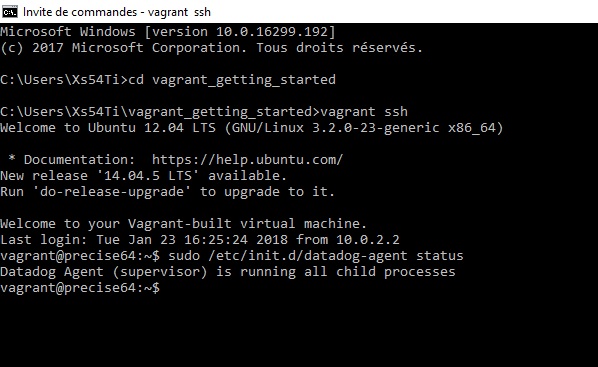 Invite de commandes - vagrant ssh
Microsoft Windows [version 10.0.16299.192]
(c) 2017 Microsoft Corporation. Tous droits réservés.
C:\Users\Xs54Ti>cd vagrant_getting_started
C:\Users\Xs54Ti\vagrant_getting_started>vagrant ssh
Welcome to Ubuntu 12.04 LTS (GNU/Linux 3.2.0-23-generic x86_64)
* Documentation:  https://help.ubuntu.com/
New release '14.04.5 LTS' available.
Run 'do-release-upgrade' to upgrade to it.
Welcome to your Vagrant-built virtual machine.
Last login: Tue Jan 23 16:25:24 2018 from 10.0.2.2
vagrant@precise64:~$ sudo /etc/init.d/datadog-agent status
Datadog Agent (supervisor) is running all child processes
vagrant@precise64:~$